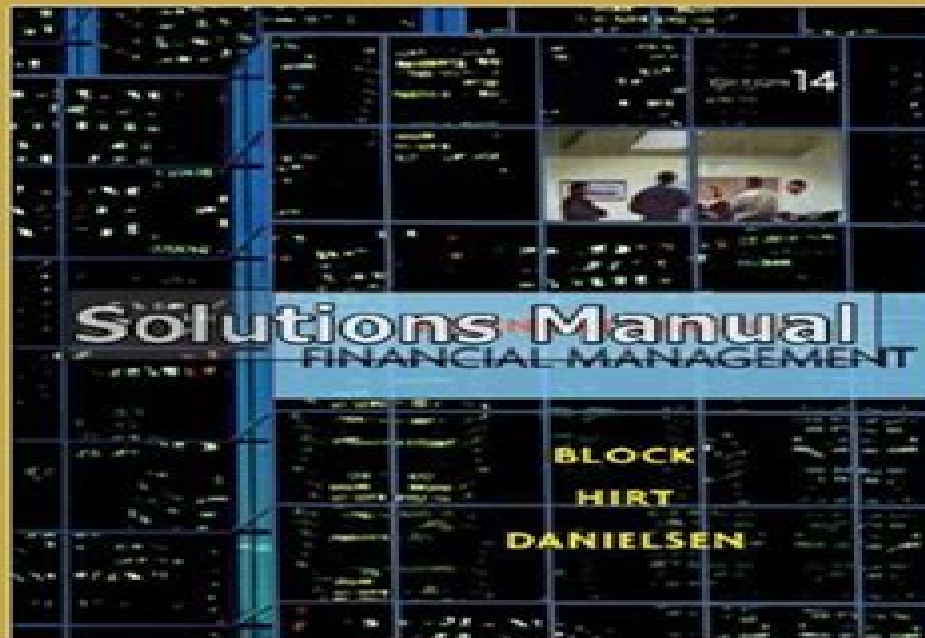 14
Solutions Manual
FINANCIAL MANAGEMENT
BLOCK
HIRT
DANIELSEN